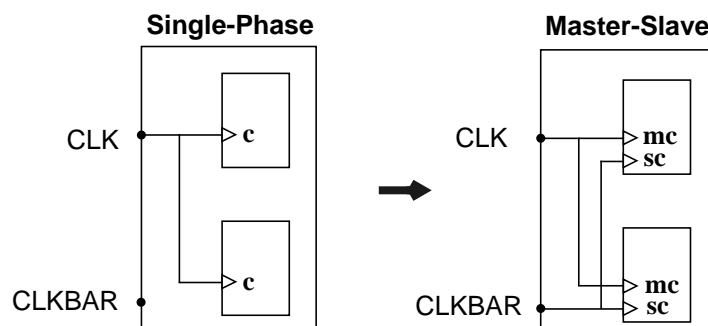 Single-Phase
CLK
c
c
CLKBAR
Master-Slave
CLK
mc
sc
mc
sc
CLKBAR